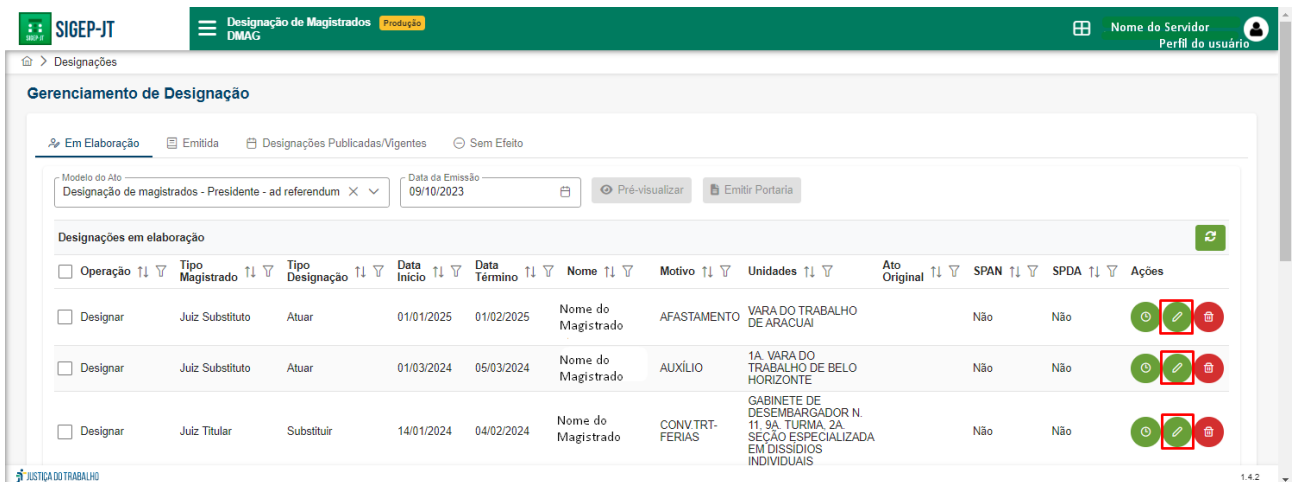 SIGEP-JT
SIGEP-JT
Designação de Magistrados Produção
DMAG
Nome do Servidor
Perfil do usuário
Designações
Gerenciamento de Designação
Em Elaboração Emitida Designações Publicadas/Vigentes Sem Efeito
Modelo do Ato Data da Emissão
Designação de magistrados - Presidente - ad referendum 09/10/2023 Pré-visualizar Emitir Portaria
Designações em elaboração
Operação Tipo Magistrado Tipo Designação Data Início Data Término Nome Motivo Unidades Ato Original SPAN SPDA Ações
Designar Juiz Substituto Atuar 01/01/2025 01/02/2025 Nome do Magistrado AFASTAMENTO VARA DO TRABALHO DE ARACUAI Não Não
Designar Juiz Substituto Atuar 01/03/2024 05/03/2024 Nome do Magistrado AUXÍLIO 1A. VARA DO TRABALHO DE BELO HORIZONTE Não Não
Designar Juiz Titular Substituir 14/01/2024 04/02/2024 Nome do Magistrado CONV.TRT-FERIAS GABINETE DE DESEMBARGADOR N. 11, 9A. TURMA, 2A. SEÇÃO ESPECIALIZADA EM DISSÍDIOS INDIVIDUAIS Não Não
JUSTIÇA DO TRABALHO
1.4.2